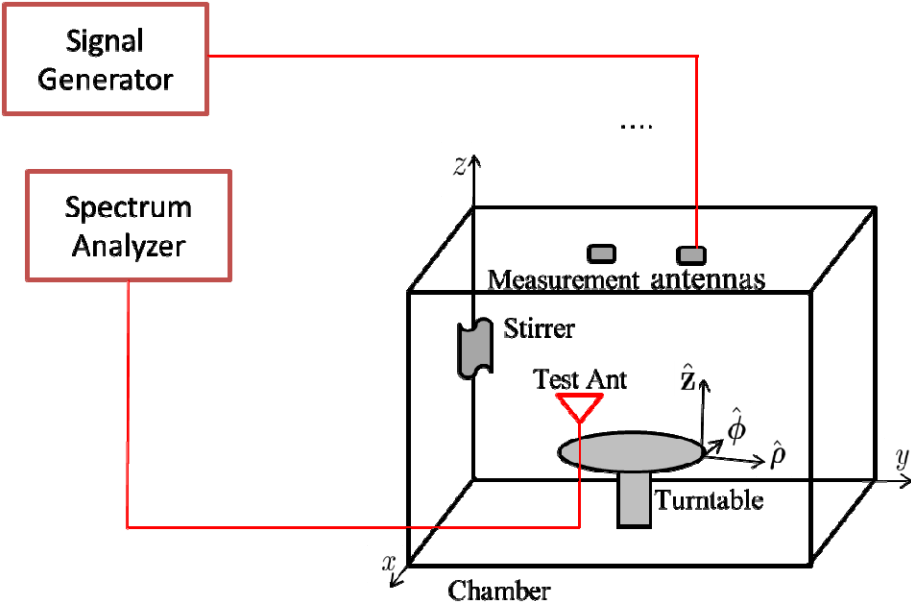 Signal
Generator
....
Spectrum
Analyzer
z
Measurement antennas
Stirrer
Test Ant
ẑ
ϕ̂
ρ̂
y
Turntable
x
Chamber